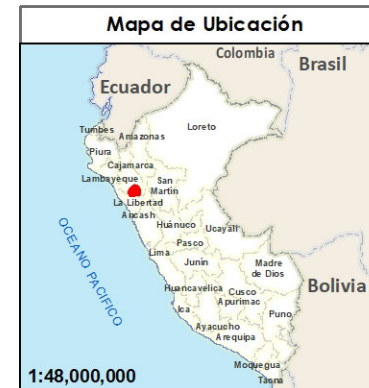 Mapa de Ubicación
Colombia
Brasil
Ecuador
Loreto
Tumbes
Amazonas
Piura
Cajamarca
Lambayeque
San
Martin
La Libertad
Ancash
Huánuco
Ucayali
Pasco
OCEANO PACIFICO
Lima
Junin
Madre
de Dios
Huancavelica
Cusco
Bolivia
Apurimac
Ica
Puno
Ayacucho
Arequipa
Moquegua
Tacna
1:48,000,000